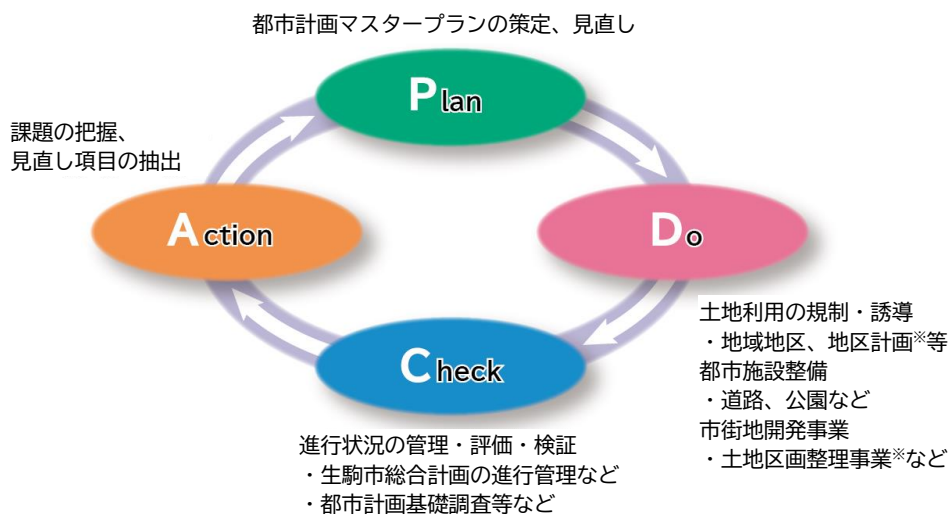 都市計画マスタープランの策定、見直し
Plan
課題の把握、
見直し項目の抽出
Action
Do
土地利用の規制・誘導
・地域地区、地区計画※等
都市施設整備
・道路、公園など
市街地開発事業
・土地区画整理事業※など
Check
進行状況の管理・評価・検証
・生駒市総合計画の進行管理など
・都市計画基礎調査等など